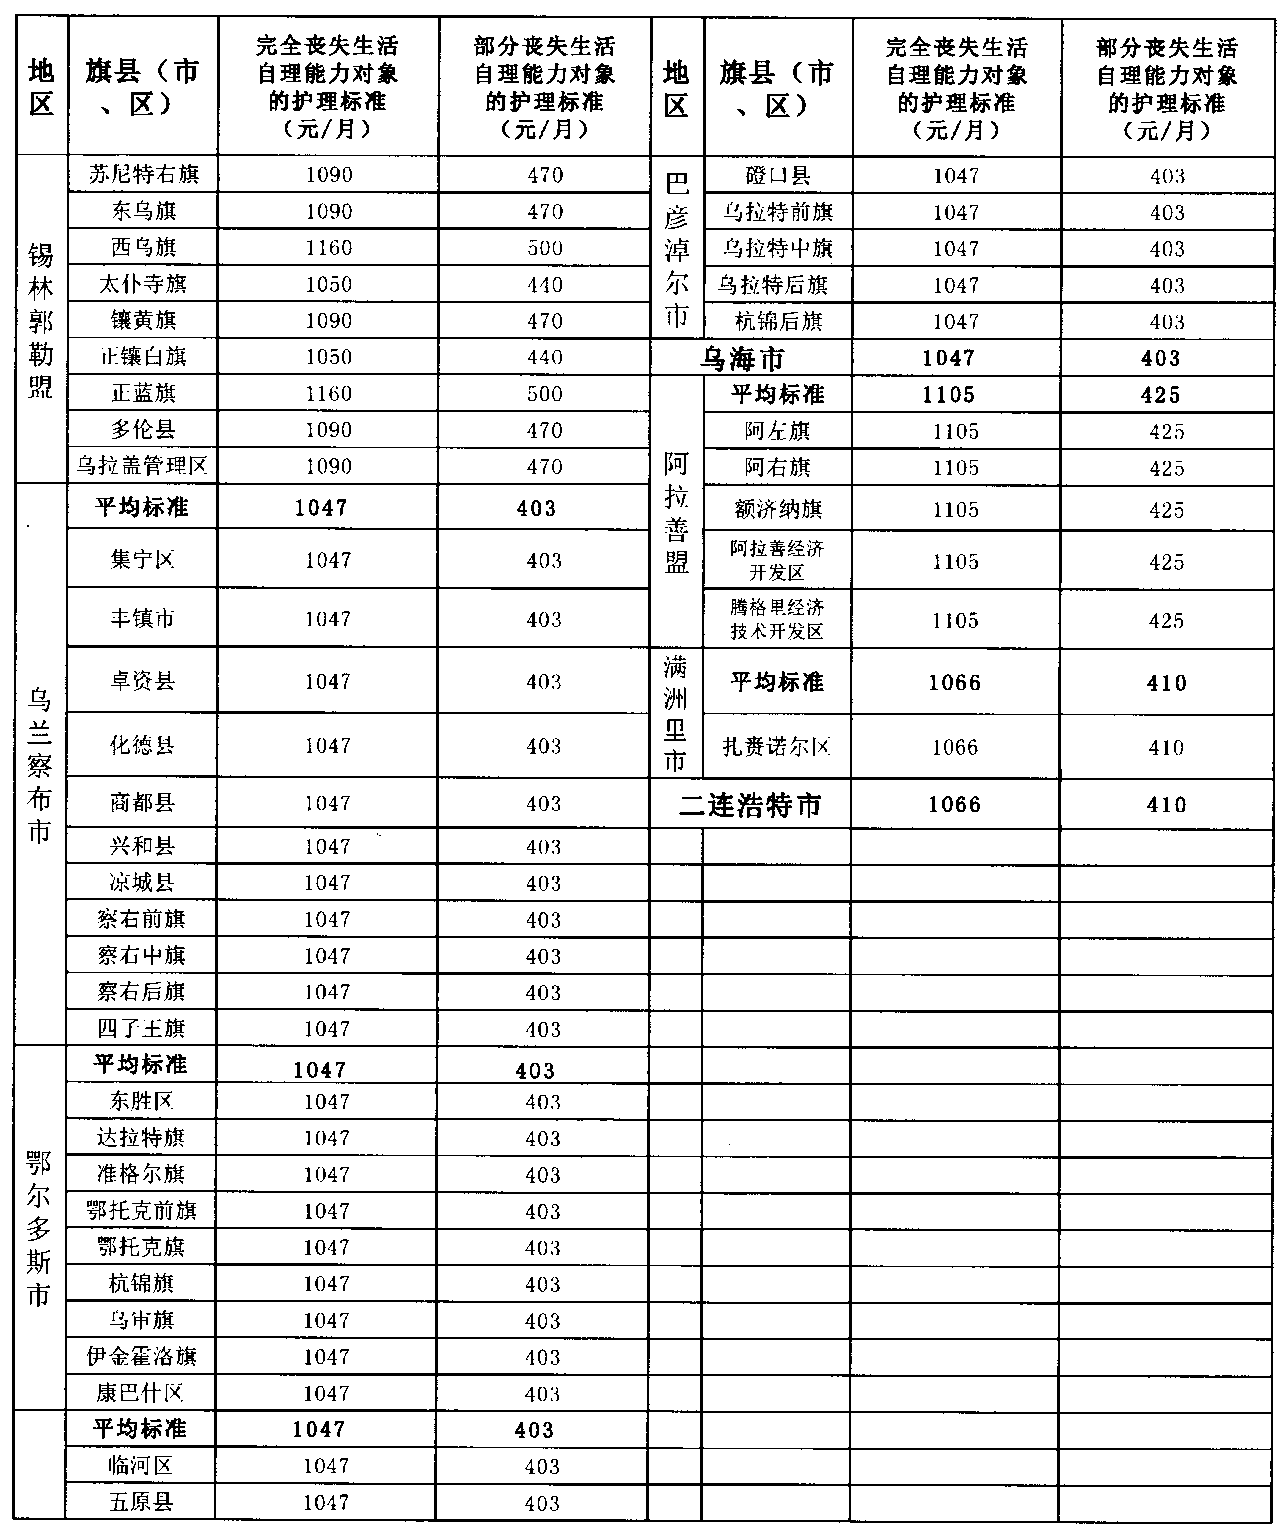 地区 旗县（市、区） 完全丧失生活自理能力对象的护理标准（元/月） 部分丧失生活自理能力对象的护理标准（元/月） 地区 旗县（市、区） 完全丧失生活自理能力对象的护理标准（元/月） 部分丧失生活自理能力对象的护理标准（元/月）
锡林郭勒盟 苏尼特右旗 1090 470 巴彦淖尔市 磴口县 1047 403
东乌旗 1090 470 乌拉特前旗 1047 403
西乌旗 1160 500 乌拉特中旗 1047 403
太仆寺旗 1050 440 乌拉特后旗 1047 403
镶黄旗 1090 470 杭锦后旗 1047 403
正镶白旗 1050 440 乌海市 1047 403
正蓝旗 1160 500 阿拉善盟 平均标准 1105 425
多伦县 1090 470 阿左旗 1105 425
乌拉盖管理区 1090 470 阿右旗 1105 425
乌兰察布市 平均标准 1047 403 额济纳旗 1105 425
集宁区 1047 403 阿拉善经济开发区 1105 425
丰镇市 1047 403 腾格里经济技术开发区 1105 425
卓资县 1047 403 满洲里市 平均标准 1066 410
化德县 1047 403 扎赉诺尔区 1066 410
商都县 1047 403 二连浩特市 1066 410
兴和县 1047 403
凉城县 1047 403
察右前旗 1047 403
察右中旗 1047 403
察右后旗 1047 403
四子王旗 1047 403
鄂尔多斯市 平均标准 1047 403
东胜区 1047 403
达拉特旗 1047 403
准格尔旗 1047 403
鄂托克前旗 1047 403
鄂托克旗 1047 403
杭锦旗 1047 403
乌审旗 1047 403
伊金霍洛旗 1047 403
康巴什区 1047 403
平均标准 1047 403
临河区 1047 403
五原县 1047 403